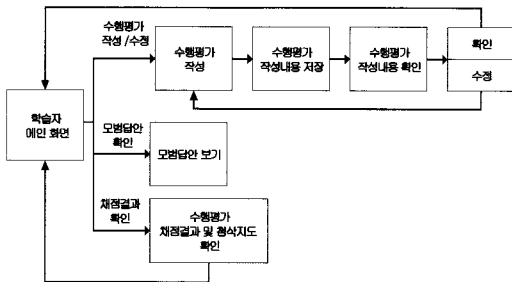 수행평가
작성 /수정
수행평가
작성
수행평가
작성내용 저장
수행평가
작성내용 확인
확인
수정
학습자
메인 화면
모범답안
확인
모범답안 보기
채점결과
확인
수행평가
채점결과 및 첨삭지도
확인